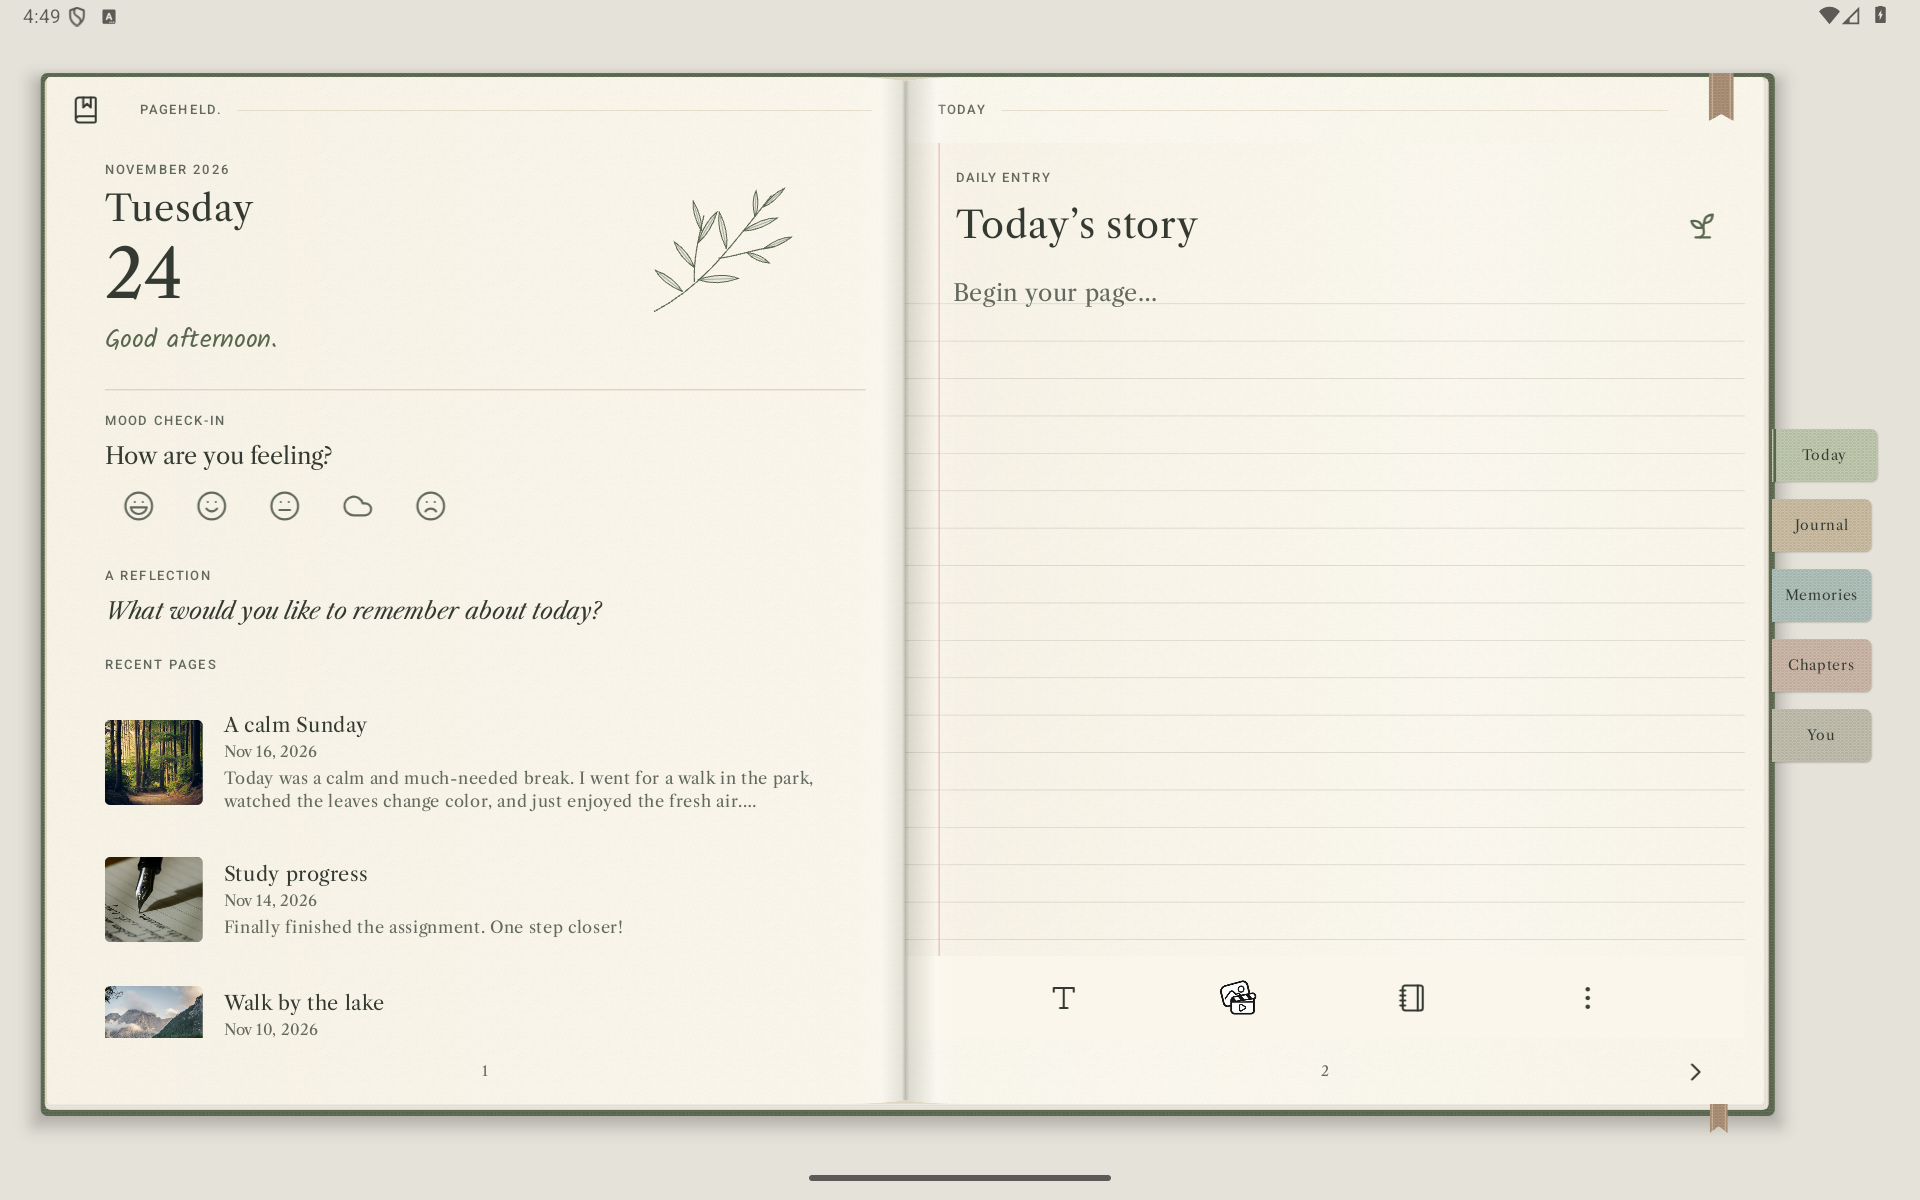 4:49
PAGEHELD.
NOVEMBER 2026
Tuesday
24
Good afternoon.
MOOD CHECK-IN
How are you feeling?
A REFLECTION
What would you like to remember about today?
RECENT PAGES
A calm Sunday
Nov 16, 2026
Today was a calm and much-needed break. I went for a walk in the park,
watched the leaves change color, and just enjoyed the fresh air....
Study progress
Nov 14, 2026
Finally finished the assignment. One step closer!
Walk by the lake
Nov 10, 2026
1
TODAY
DAILY ENTRY
Today’s story
Begin your page...
2
Today
Journal
Memories
Chapters
You